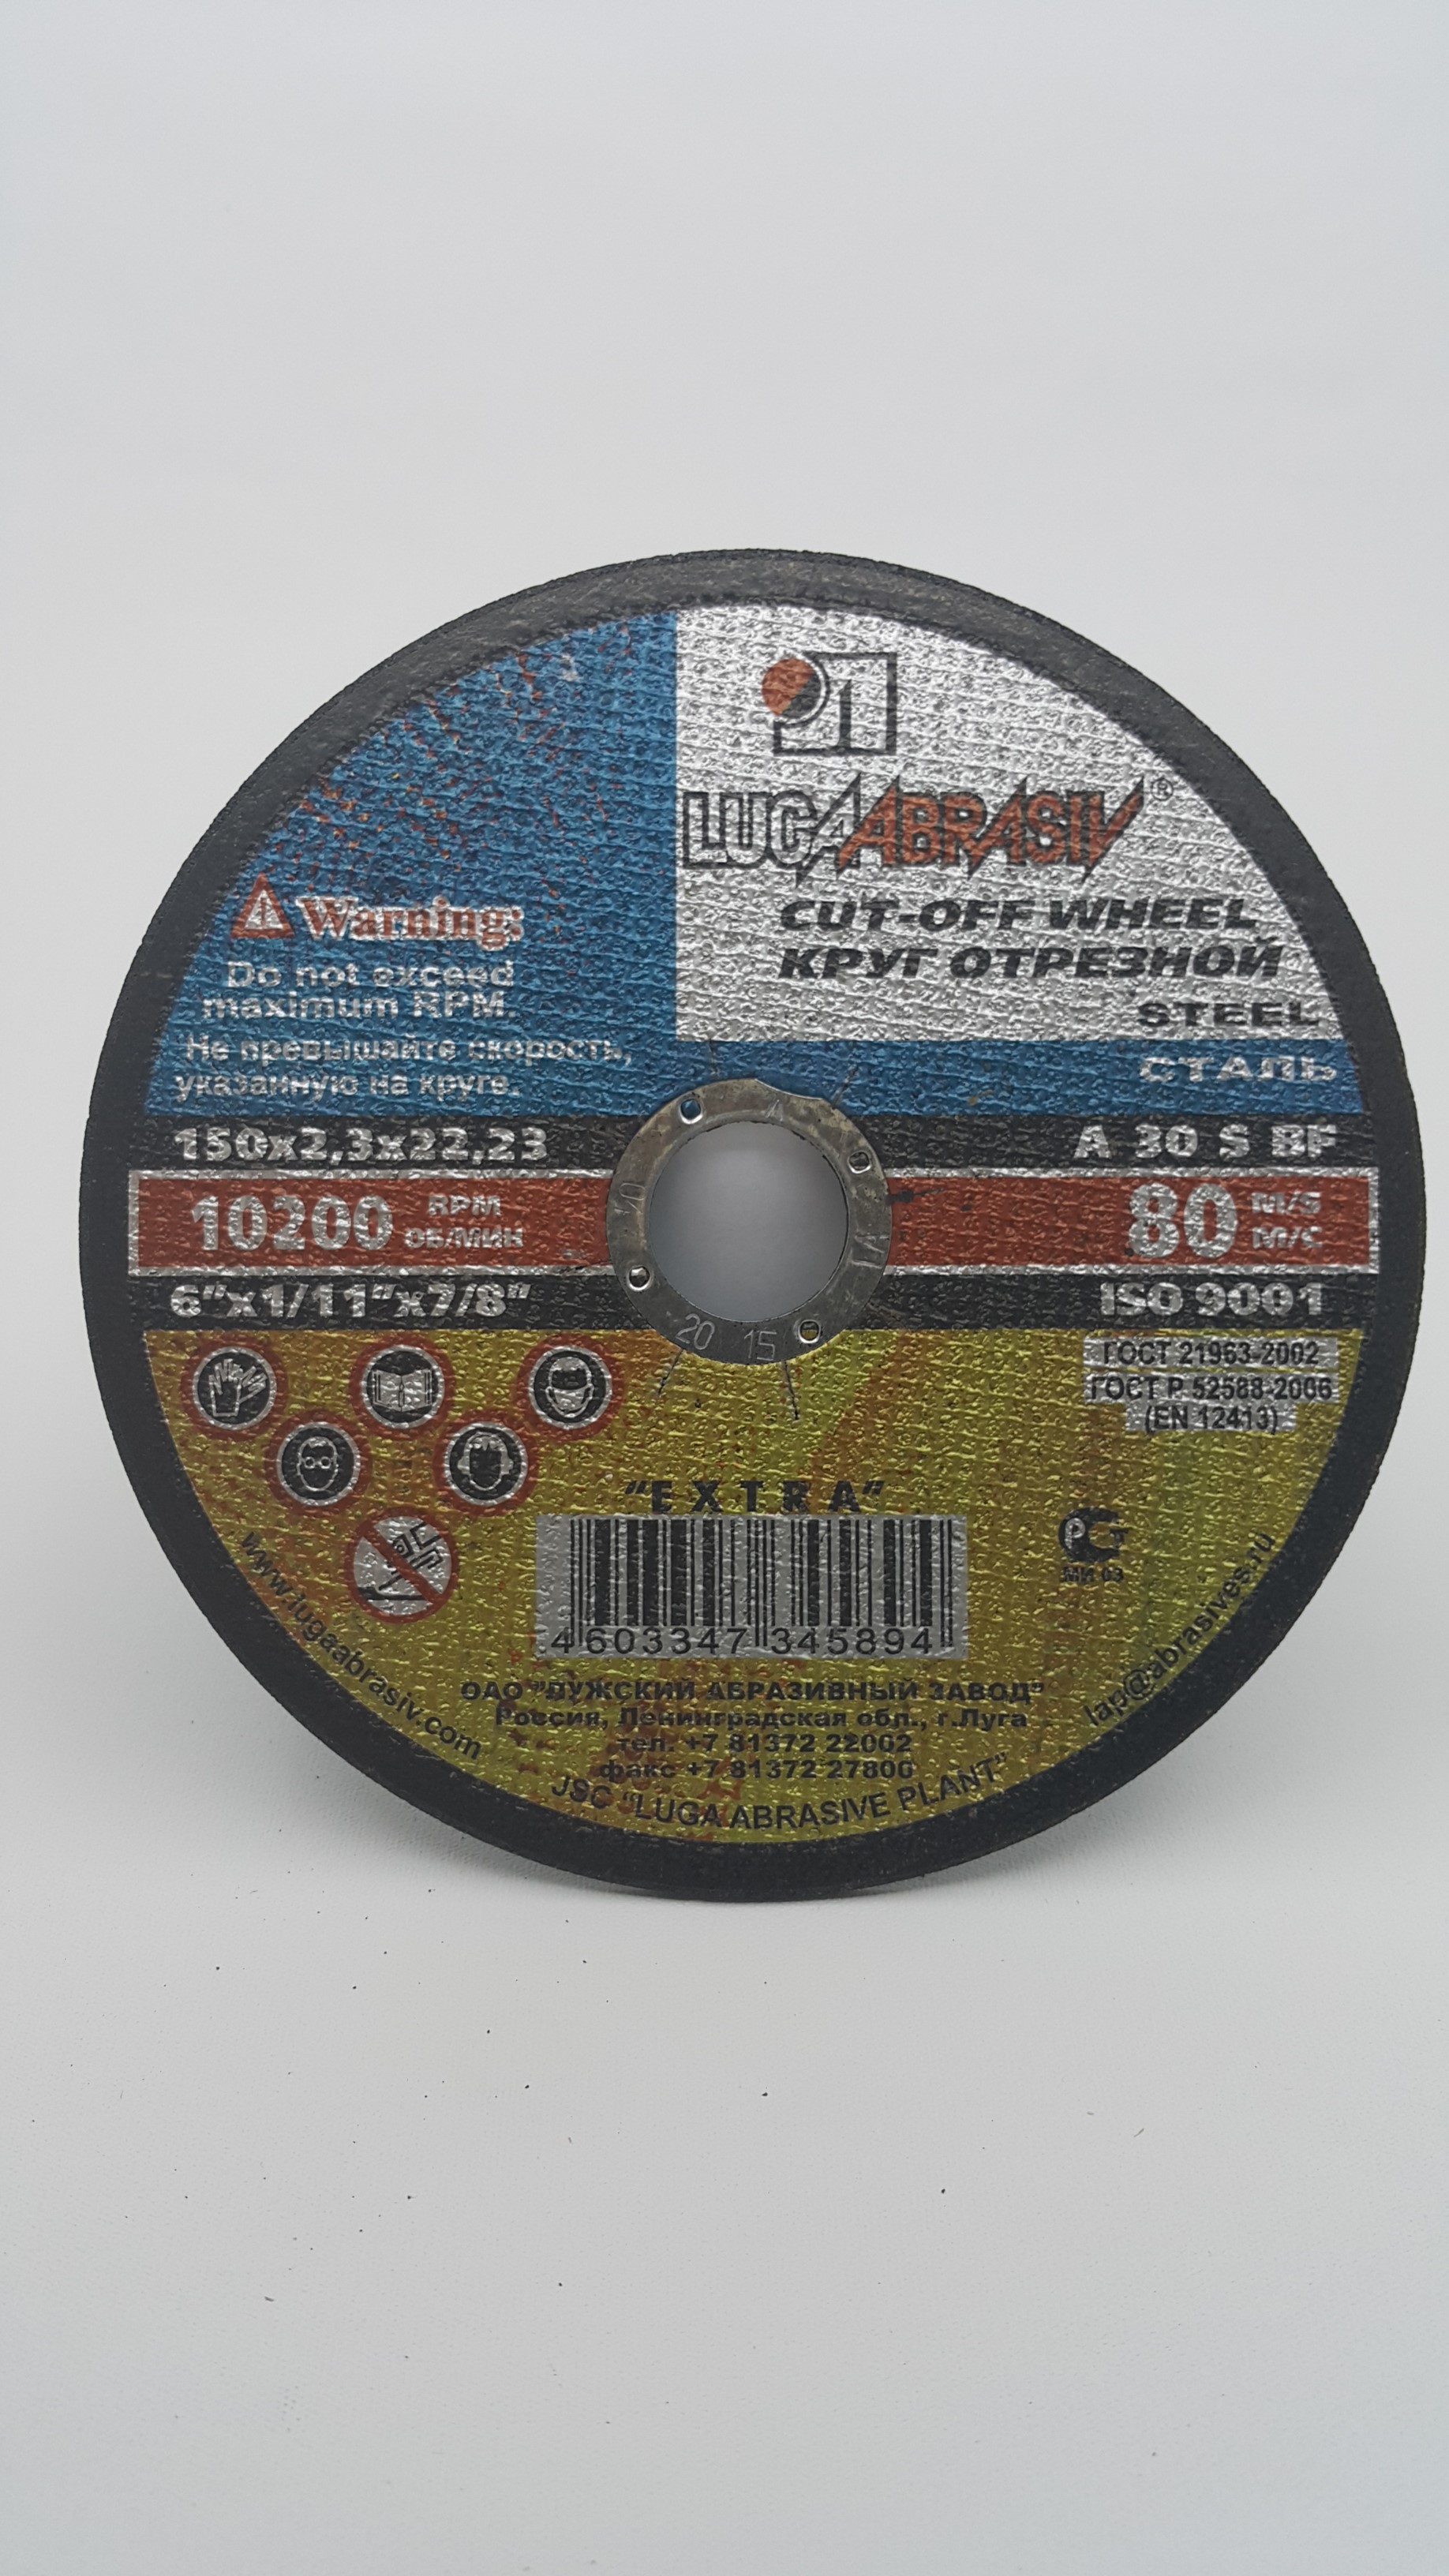 LUGAABRASIV®
CUT-OFF WHEEL
КРУГ ОТРЕЗНОЙ
STEEL
СТАЛЬ
Warning:
Do not exceed
maximum RPM.
Не превышайте скорость,
указанную на круге.
150x2,3x22,23
A 30 S BF
10200 RPM ОБ/МИН
80 M/S М/С
6"x1/11"x7/8"
ISO 9001
20 15
ГОСТ 21963-2002
ГОСТ Р 52588-2006
(EN 12413)
"EXTRA"
4 603347 345894
МИ 03
www.lugaabrasiv.com
lap@abrasives.ru
ОАО "ЛУЖСКИЙ АБРАЗИВНЫЙ ЗАВОД"
Россия, Ленинградская обл., г.Луга
тел. +7 81372 22002
факс +7 81372 27800
JSC "LUGA ABRASIVE PLANT"